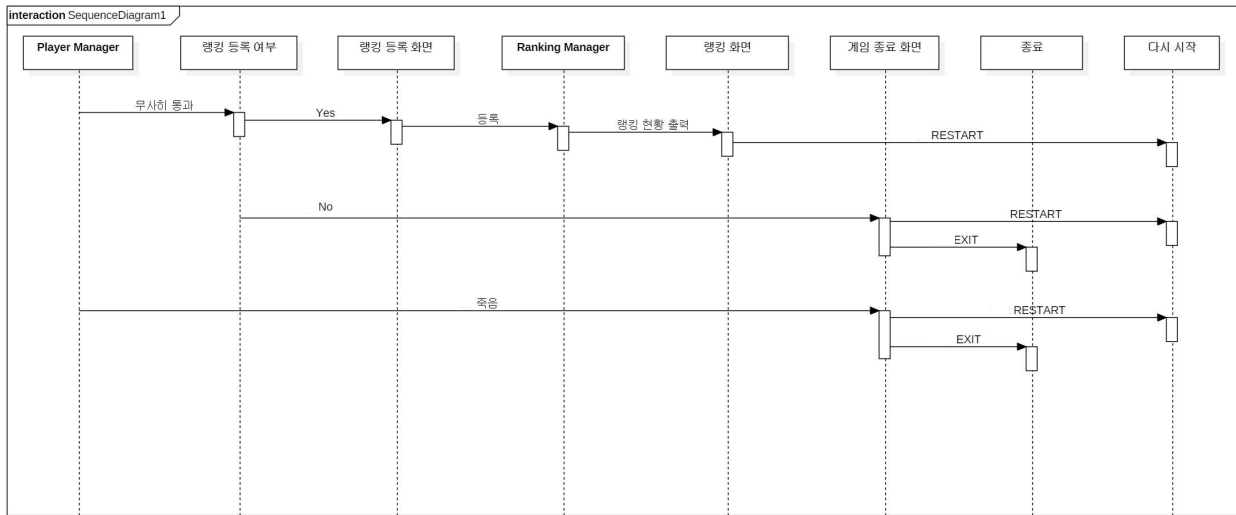 interaction SequenceDiagram1
Player Manager
랭킹 등록 여부
랭킹 등록 화면
Ranking Manager
랭킹 화면
게임 종료 화면
종료
다시 시작
무사히 통과
Yes
등록
랭킹 현황 출력
RESTART
No
RESTART
EXIT
죽음
RESTART
EXIT